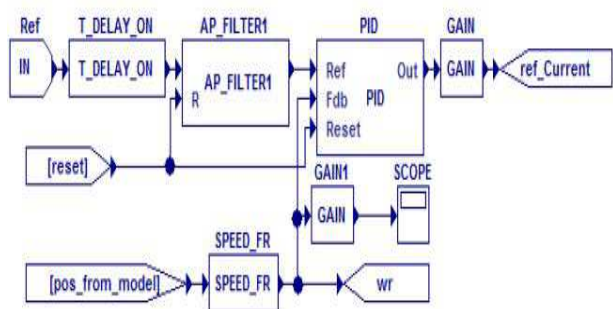 Ref T_DELAY_ON AP_FILTER1 PID GAIN
IN T_DELAY_ON AP_FILTER1 R Ref Fdb Reset PID Out GAIN ref_Current
[reset]
GAIN1 SCOPE
GAIN
SPEED_FR
[pos_from_model] SPEED_FR wr